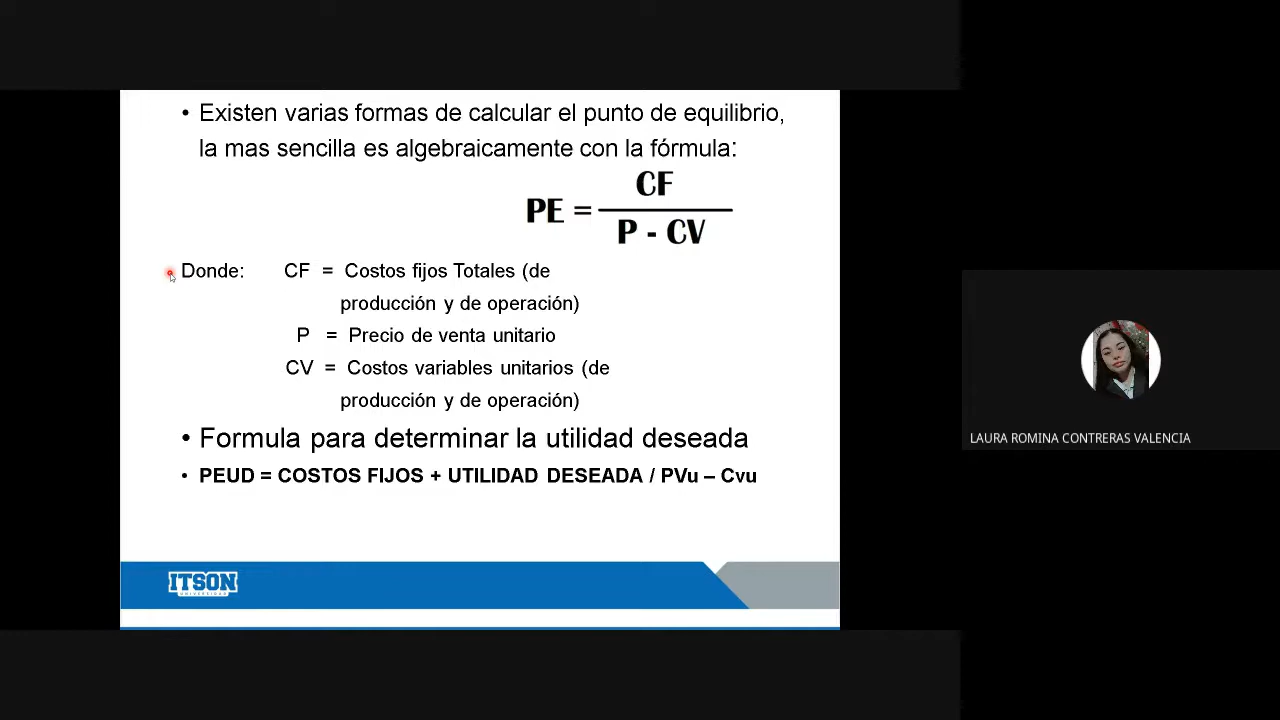 • Existen varias formas de calcular el punto de equilibrio,
la mas sencilla es algebraicamente con la fórmula:
PE = CF
P - CV
Donde: CF = Costos fijos Totales (de
producción y de operación)
P = Precio de venta unitario
CV = Costos variables unitarios (de
producción y de operación)
• Formula para determinar la utilidad deseada
• PEUD = COSTOS FIJOS + UTILIDAD DESEADA / PVu – Cvu
ITSON
UNIVERSIDAD
LAURA ROMINA CONTRERAS VALENCIA